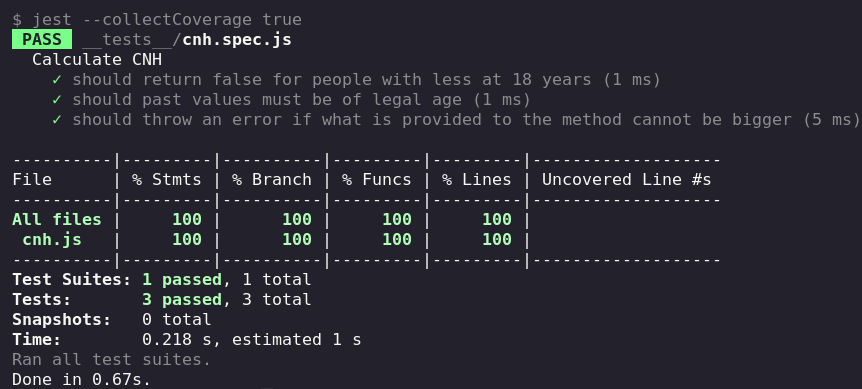 $ jest --collectCoverage true
PASS __tests__/cnh.spec.js
Calculate CNH
✓ should return false for people with less at 18 years (1 ms)
✓ should past values must be of legal age (1 ms)
✓ should throw an error if what is provided to the method cannot be bigger (5 ms)
----------|---------|----------|---------|---------|-------------------
File      | % Stmts | % Branch | % Funcs | % Lines | Uncovered Line #s
----------|---------|----------|---------|---------|-------------------
All files |     100 |      100 |     100 |     100 |
 cnh.js   |     100 |      100 |     100 |     100 |
----------|---------|----------|---------|---------|-------------------
Test Suites: 1 passed, 1 total
Tests:       3 passed, 3 total
Snapshots:   0 total
Time:        0.218 s, estimated 1 s
Ran all test suites.
Done in 0.67s.